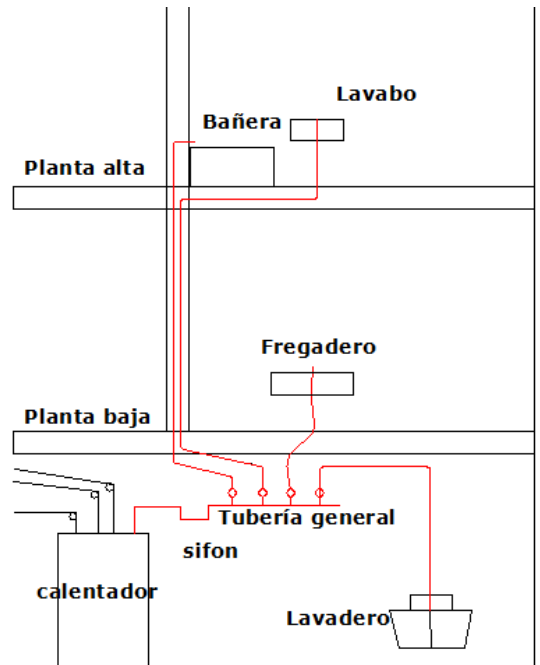 Lavabo
Bañera
Planta alta
Fregadero
Planta baja
Tubería general
sifon
calentador
Lavadero